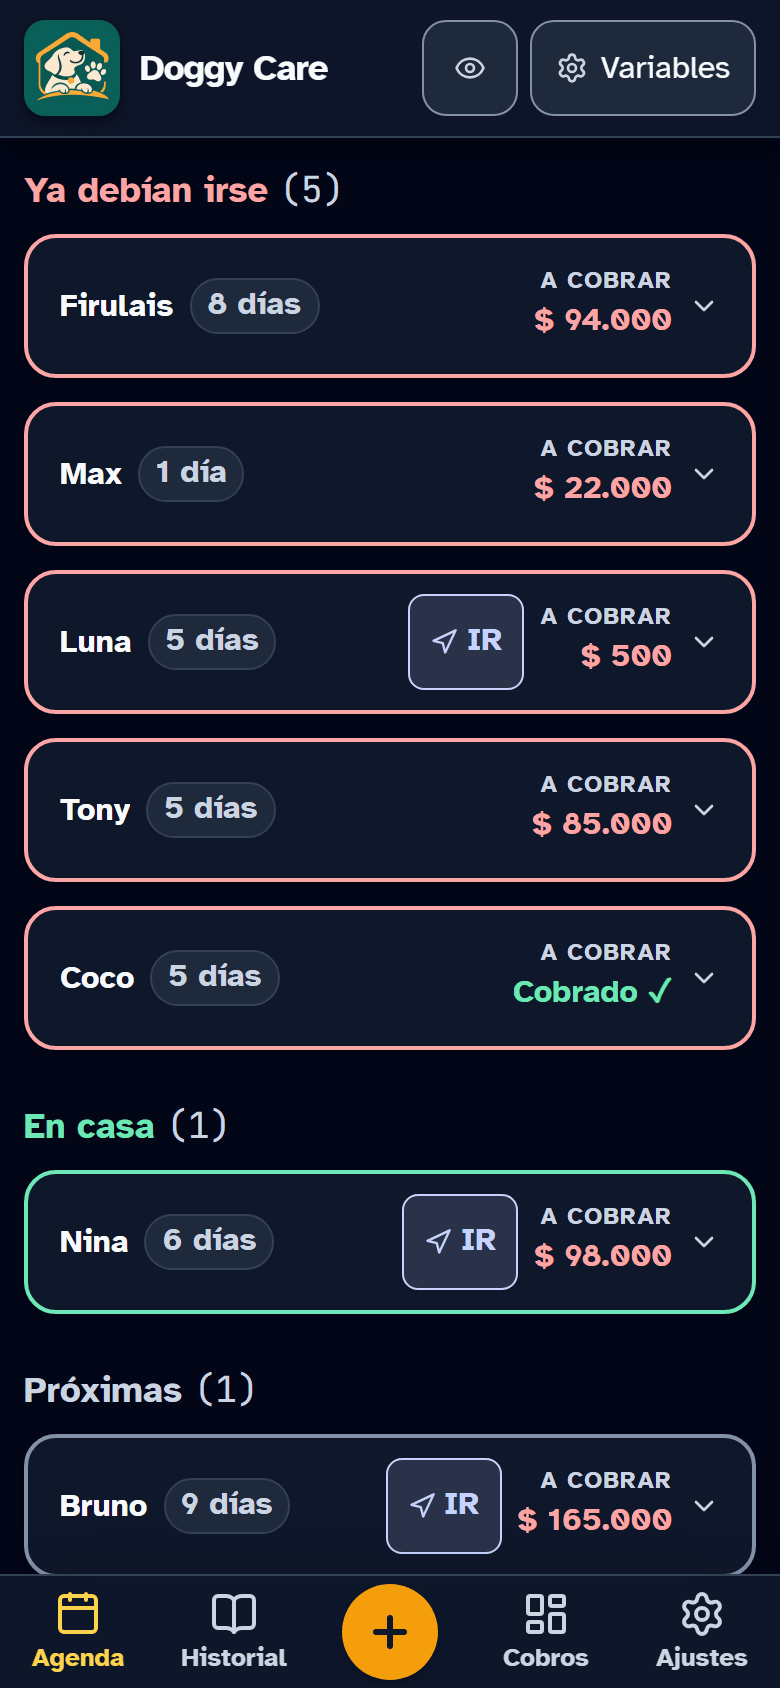 Doggy Care
Variables
Ya debían irse (5)
Firulais 8 días
A COBRAR
$ 94.000
Max 1 día
A COBRAR
$ 22.000
Luna 5 días
IR
A COBRAR
$ 500
Tony 5 días
A COBRAR
$ 85.000
Coco 5 días
A COBRAR
Cobrado ✓
En casa (1)
Nina 6 días
IR
A COBRAR
$ 98.000
Próximas (1)
Bruno 9 días
IR
A COBRAR
$ 165.000
Agenda
Historial
+
Cobros
Ajustes